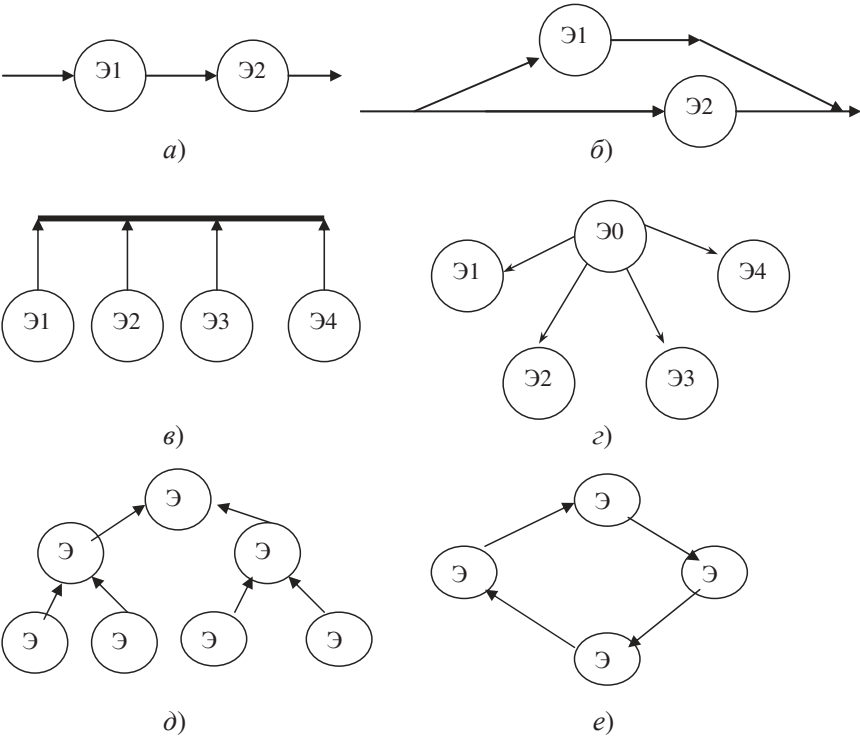 Э1 Э2
Э1
Э2
а)
б)
Э1 Э2 Э3 Э4
в)
Э0
Э1 Э4
Э2 Э3
г)
Э
Э Э
Э Э Э Э
д)
Э
Э Э
Э
е)